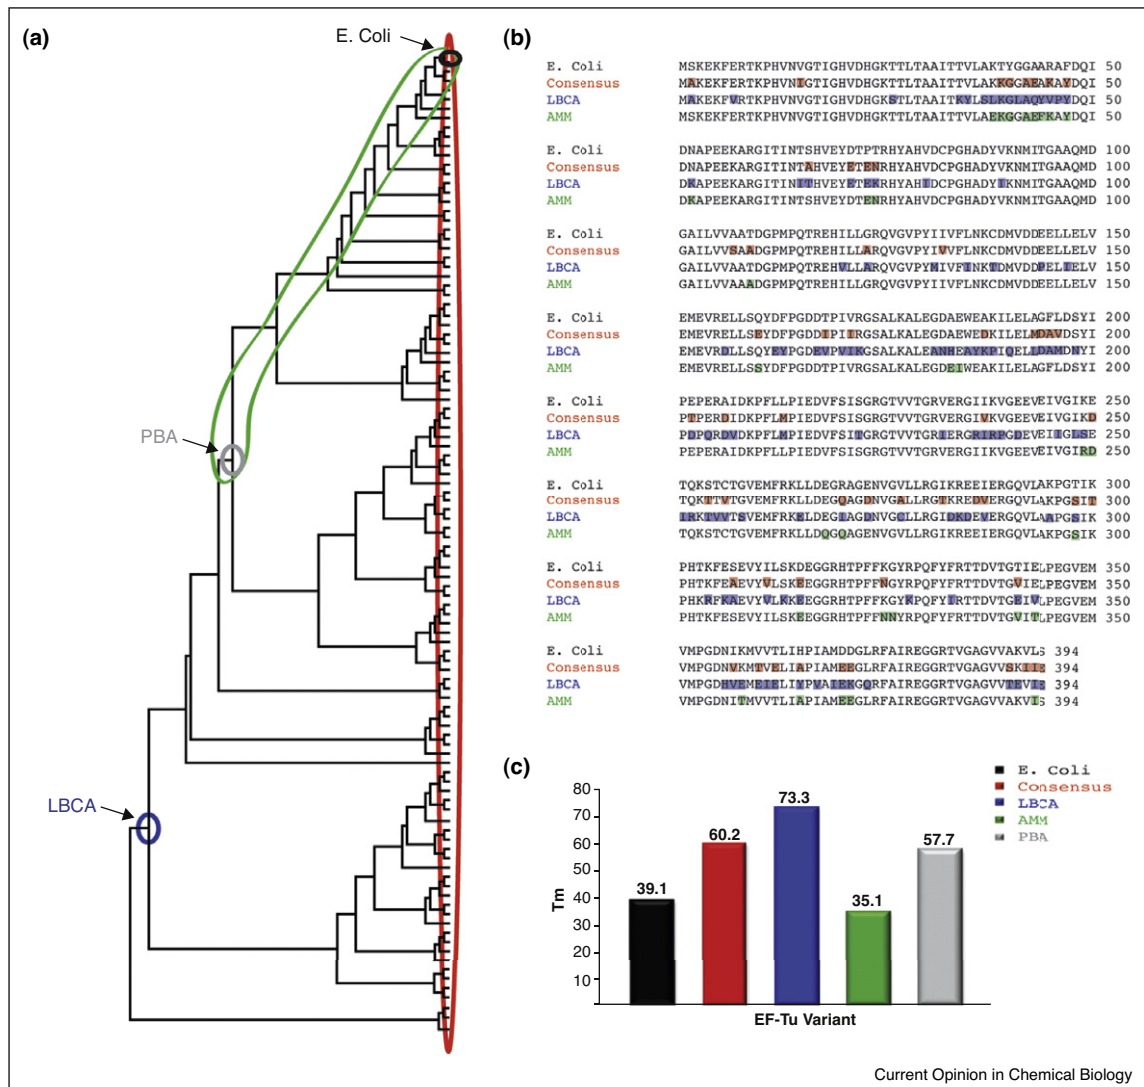 (a)
E. Coli
PBA
LBCA
(b)
E. Coli MSKEKFERTKPHVNVGTIGHVDHGKTTLTAAITTVLAKTYGGAARAFDQI 50
Consensus MAKEKFERTKPHVNIGTIGHVDHGKTTLTAAITTVLAKKGGAEAKAYDQI 50
LBCA MAKEKFVRTKPHVNVGTIGHVDHGKSTLTAAITKYLSLKGLAQYVPYDQI 50
AMM MSKEKFERTKPHVNVGTIGHVDHGKTTLTAAITTVLAEKGGAEFKAYDQI 50
E. Coli DNAPEEKARGITINTSHVEYDTPTRHYAHVDCPGHADYVKNMITGAAQMD 100
Consensus DNAPEEKARGITINTAHVEYETENRHYAHVDCPGHADYVKNMITGAAQMD 100
LBCA DKAPEEKARGITINITHVEYETEKRHYAHIDCPGHADYIKNMITGAAQMD 100
AMM DKAPEEKARGITINTSHVEYDTENRHYAHVDCPGHADYVKNMITGAAQMD 100
E. Coli GAILVVAATDGPMPQTREHILLGRQVGVPYIIVFLNKCDMVDDEELLELV 150
Consensus GAILVVSAADGPMPQTREHILLARQVGVPYIVVFLNKCDMVDDEELLELV 150
LBCA GAILVVAATDGPMPQTREHVLLARQVGVPYMIVFINKTDMVDDPELIELV 150
AMM GAILVVAAADGPMPQTREHILLGRQVGVPYIIVFLNKCDMVDDEELLELV 150
E. Coli EMEVRELLSQYDFPGDDTPIVRGSALKALEGDAEWEAKILELAGFLDSYI 200
Consensus EMEVRELLSEYDFPGDDIPIIRGSALKALEGDAEWEDKILELMDAVDSYI 200
LBCA EMEVRDLLSQYEYPGDEVPVIKGSALKALEANHEAYKPIQELLDAMDNYI 200
AMM EMEVRELLSSYDFPGDDTPIVRGSALKALEGDEIWEAKILELAGFLDSYI 200
E. Coli PEPERAIDKPFLLPIEDVFSISGRGTVVTGRVERGIIKVGEEVEIVGIKE 250
Consensus PTPERDIDKPFLMPIEDVFSISGRGTVVTGRVERGIVKVGEEVEIVGIKD 250
LBCA PDPQRDVDKPFLMPIEDVFSITGRGTVVTGRIERGRIRPGDEVEIIGLSE 250
AMM PEPERAIDKPFLLPIEDVFSISGRGTVVTGRVERGIIKVGEEVEIVGIRD 250
E. Coli TQKSTCTGVEMFRKLLDEGRAGENVGVLLRGIKREEIERGQVLAKPGTIK 300
Consensus TQKTTVTGVEMFRKLLDEGQAGDNVGALLRGTKREDVERGQVLAKPGSIT 300
LBCA IRKTVVTSVEMFRKELDEGIAGDNVGCLLRGIDKDEVERGQVLAAPGSIK 300
AMM TQKSTCTGVEMFRKLLDQGQAGENVGVLLRGIKREEIERGQVLAKPGSIK 300
E. Coli PHTKFESEVYILSKDEGGRHTPFFKGYRPQFYFRTTDVTGTIELPEGVEM 350
Consensus PHTKFEAEVYVLSKEEGGRHTPFFNGYRPQFYFRTTDVTGVIELPEGVEM 350
LBCA PHKRFKAEVYVLKKEEGGRHTPFFKGYKPQFYIRTTDVTGEIVLPEGVEM 350
AMM PHTKFESEVYILSKEEGGRHTPFFNNYRPQFYFRTTDVTGVITLPEGVEM 350
E. Coli VMPGDNIKMVVTLIHPIAMDDGLRFAIREGGRTVGAGVVAKVLS 394
Consensus VMPGDNVKMTVELIAPIAMEEGLRFAIREGGRTVGAGVVSKIIE 394
LBCA VMPGDHVEMEIELIYPVAIEKGQRFAIREGGRTVGAGVVTEVIS 394
AMM VMPGDNITMVVTLIAPIAMEEGLRFAIREGGRTVGAGVVAKVIS 394
(c)
Tm
80
70
60
50
40
30
20
10
39.1
60.2
73.3
35.1
57.7
EF-Tu Variant
E. Coli
Consensus
LBCA
AMM
PBA
Current Opinion in Chemical Biology